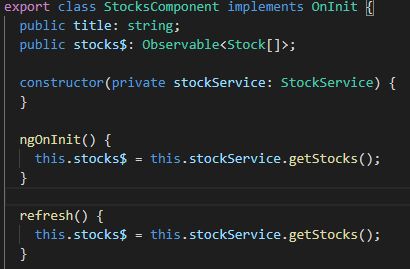 export class StocksComponent implements OnInit {
public title: string;
public stocks$: Observable<Stock[]>;
constructor(private stockService: StockService) {
}
ngOnInit() {
this.stocks$ = this.stockService.getStocks();
}
refresh() {
this.stocks$ = this.stockService.getStocks();
}